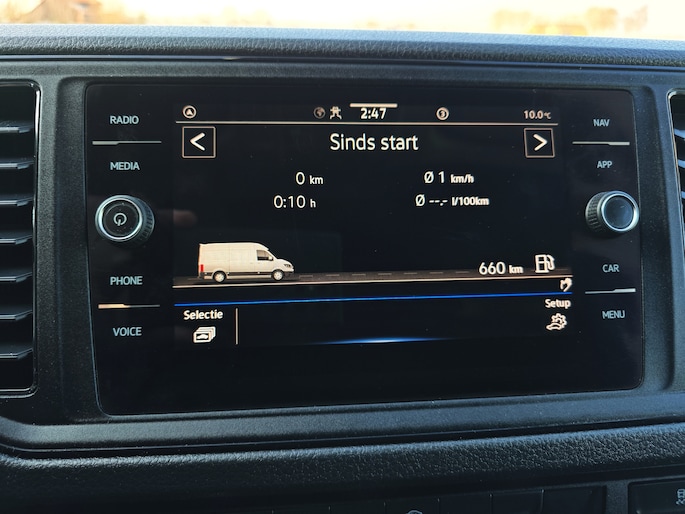 RADIO
MEDIA
PHONE
VOICE
2:47
3
10.0°C
<
Sinds start
>
0 km
Ø 1 km/h
0:10 h
Ø --,- l/100km
660 km
Selectie
Setup
NAV
APP
CAR
MENU